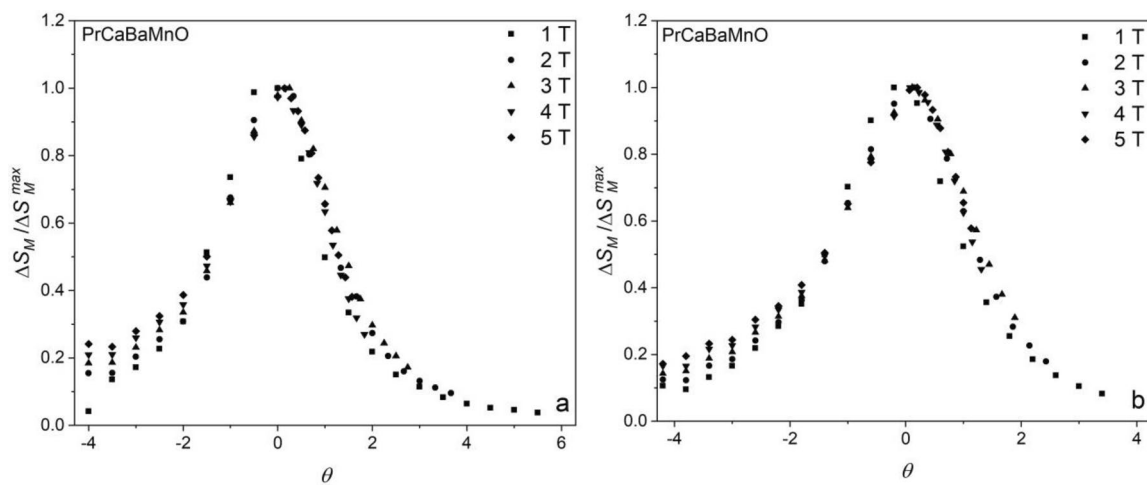 PrCaBaMnO
1 T
2 T
3 T
4 T
5 T
1.2
1.0
0.8
0.6
0.4
0.2
0.0
ΔS_M /ΔS_M^max
-4
-2
0
2
4
6
θ
a
PrCaBaMnO
1 T
2 T
3 T
4 T
5 T
1.2
1.0
0.8
0.6
0.4
0.2
0.0
ΔS_M /ΔS_M^max
-4
-2
0
2
4
θ
b